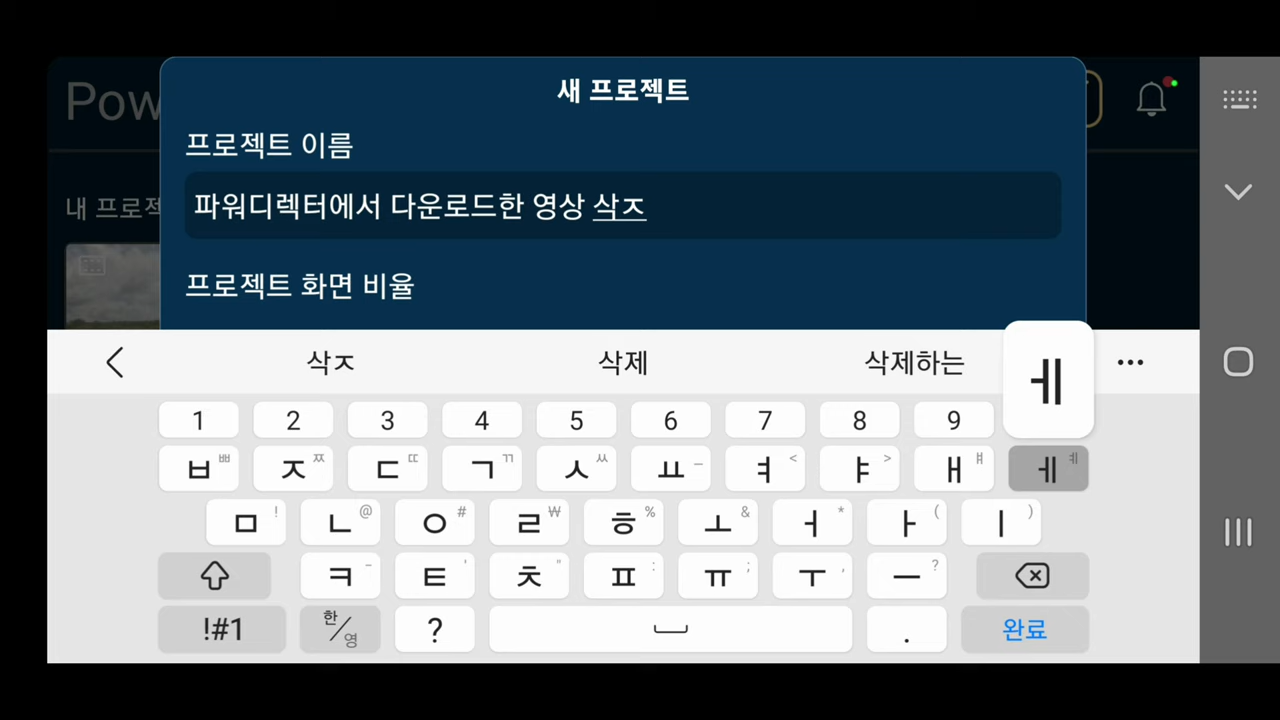 Pow
새 프로젝트
프로젝트 이름
파워디렉터에서 다운로드한 영상 삭ㅈ
내 프로젝
프로젝트 화면 비율
삭ㅈ 삭제 삭제하는
ㅔ
1 2 3 4 5 6 7 8 9
ㅂ ㅃ ㅈ ㅉ ㄷ ㄸ ㄱ ㄲ ㅅ ㅆ ㅛ – ㅕ < ㅑ > ㅐ ㅒ ㅔ ㅖ
ㅁ ! ㄴ @ ㅇ # ㄹ ₩ ㅎ % ㅗ & ㅓ * ㅏ ( ㅣ )
ㅋ - ㅌ ' ㅊ " ㅍ : ㅠ ; ㅜ , ㅡ ?
!#1 한/영 ? . 완료